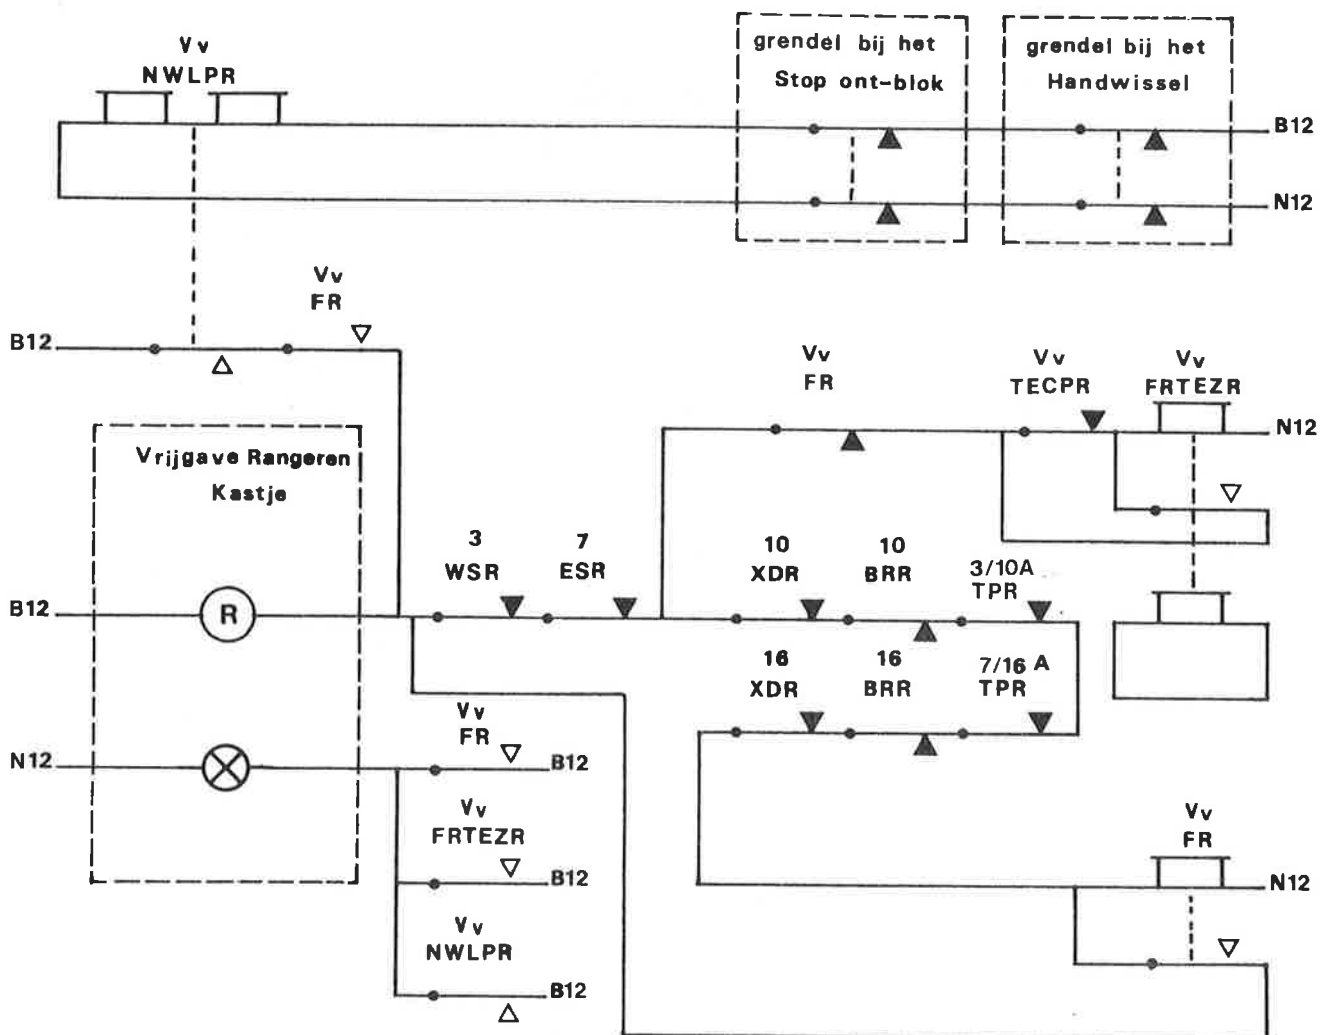 Vv
NWLPR
grendel bij het
Stop ont-blok
grendel bij het
Handwissel
B12
N12
Vv
FR
B12
Vv
FR
Vv
TECPR
Vv
FRTEZR
N12
Vrijgave Rangeren
Kastje
3
WSR
7
ESR
10
XDR
10
BRR
3/10A
TPR
B12
R
16
XDR
16
BRR
7/16 A
TPR
Vv
FR
N12
B12
Vv
FRTEZR
B12
Vv
FR
N12
Vv
NWLPR
B12